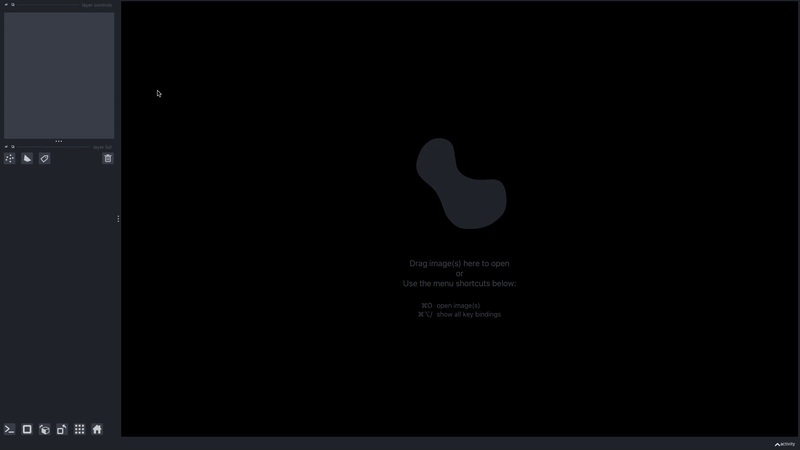 layer controls
layer list
Drag image(s) here to open
or
Use the menu shortcuts below:
⌘O open image(s)
⌘⌥/ show all key bindings
activity